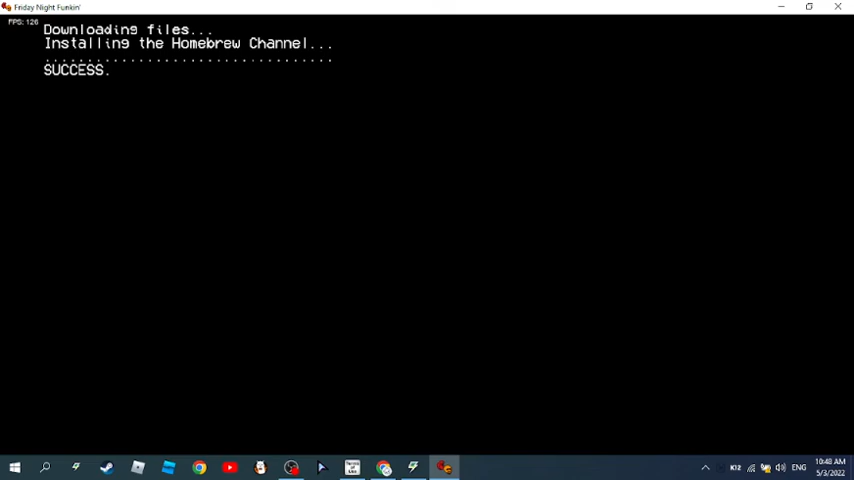 Friday Night Funkin'
FPS: 126
Downloading files...
Installing the Homebrew Channel...
..................................
SUCCESS.
K12
ENG
10:48 AM
5/3/2022